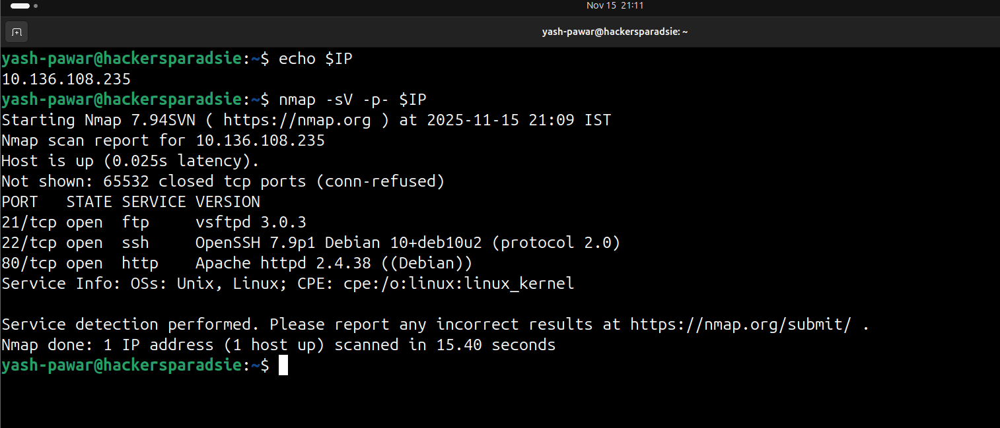 Nov 15 21:11
yash-pawar@hackersparadsie: ~
yash-pawar@hackersparadsie:~$ echo $IP
10.136.108.235
yash-pawar@hackersparadsie:~$ nmap -sV -p- $IP
Starting Nmap 7.94SVN ( https://nmap.org ) at 2025-11-15 21:09 IST
Nmap scan report for 10.136.108.235
Host is up (0.025s latency).
Not shown: 65532 closed tcp ports (conn-refused)
PORT   STATE SERVICE VERSION
21/tcp open  ftp     vsftpd 3.0.3
22/tcp open  ssh     OpenSSH 7.9p1 Debian 10+deb10u2 (protocol 2.0)
80/tcp open  http    Apache httpd 2.4.38 ((Debian))
Service Info: OSs: Unix, Linux; CPE: cpe:/o:linux:linux_kernel
Service detection performed. Please report any incorrect results at https://nmap.org/submit/ .
Nmap done: 1 IP address (1 host up) scanned in 15.40 seconds
yash-pawar@hackersparadsie:~$